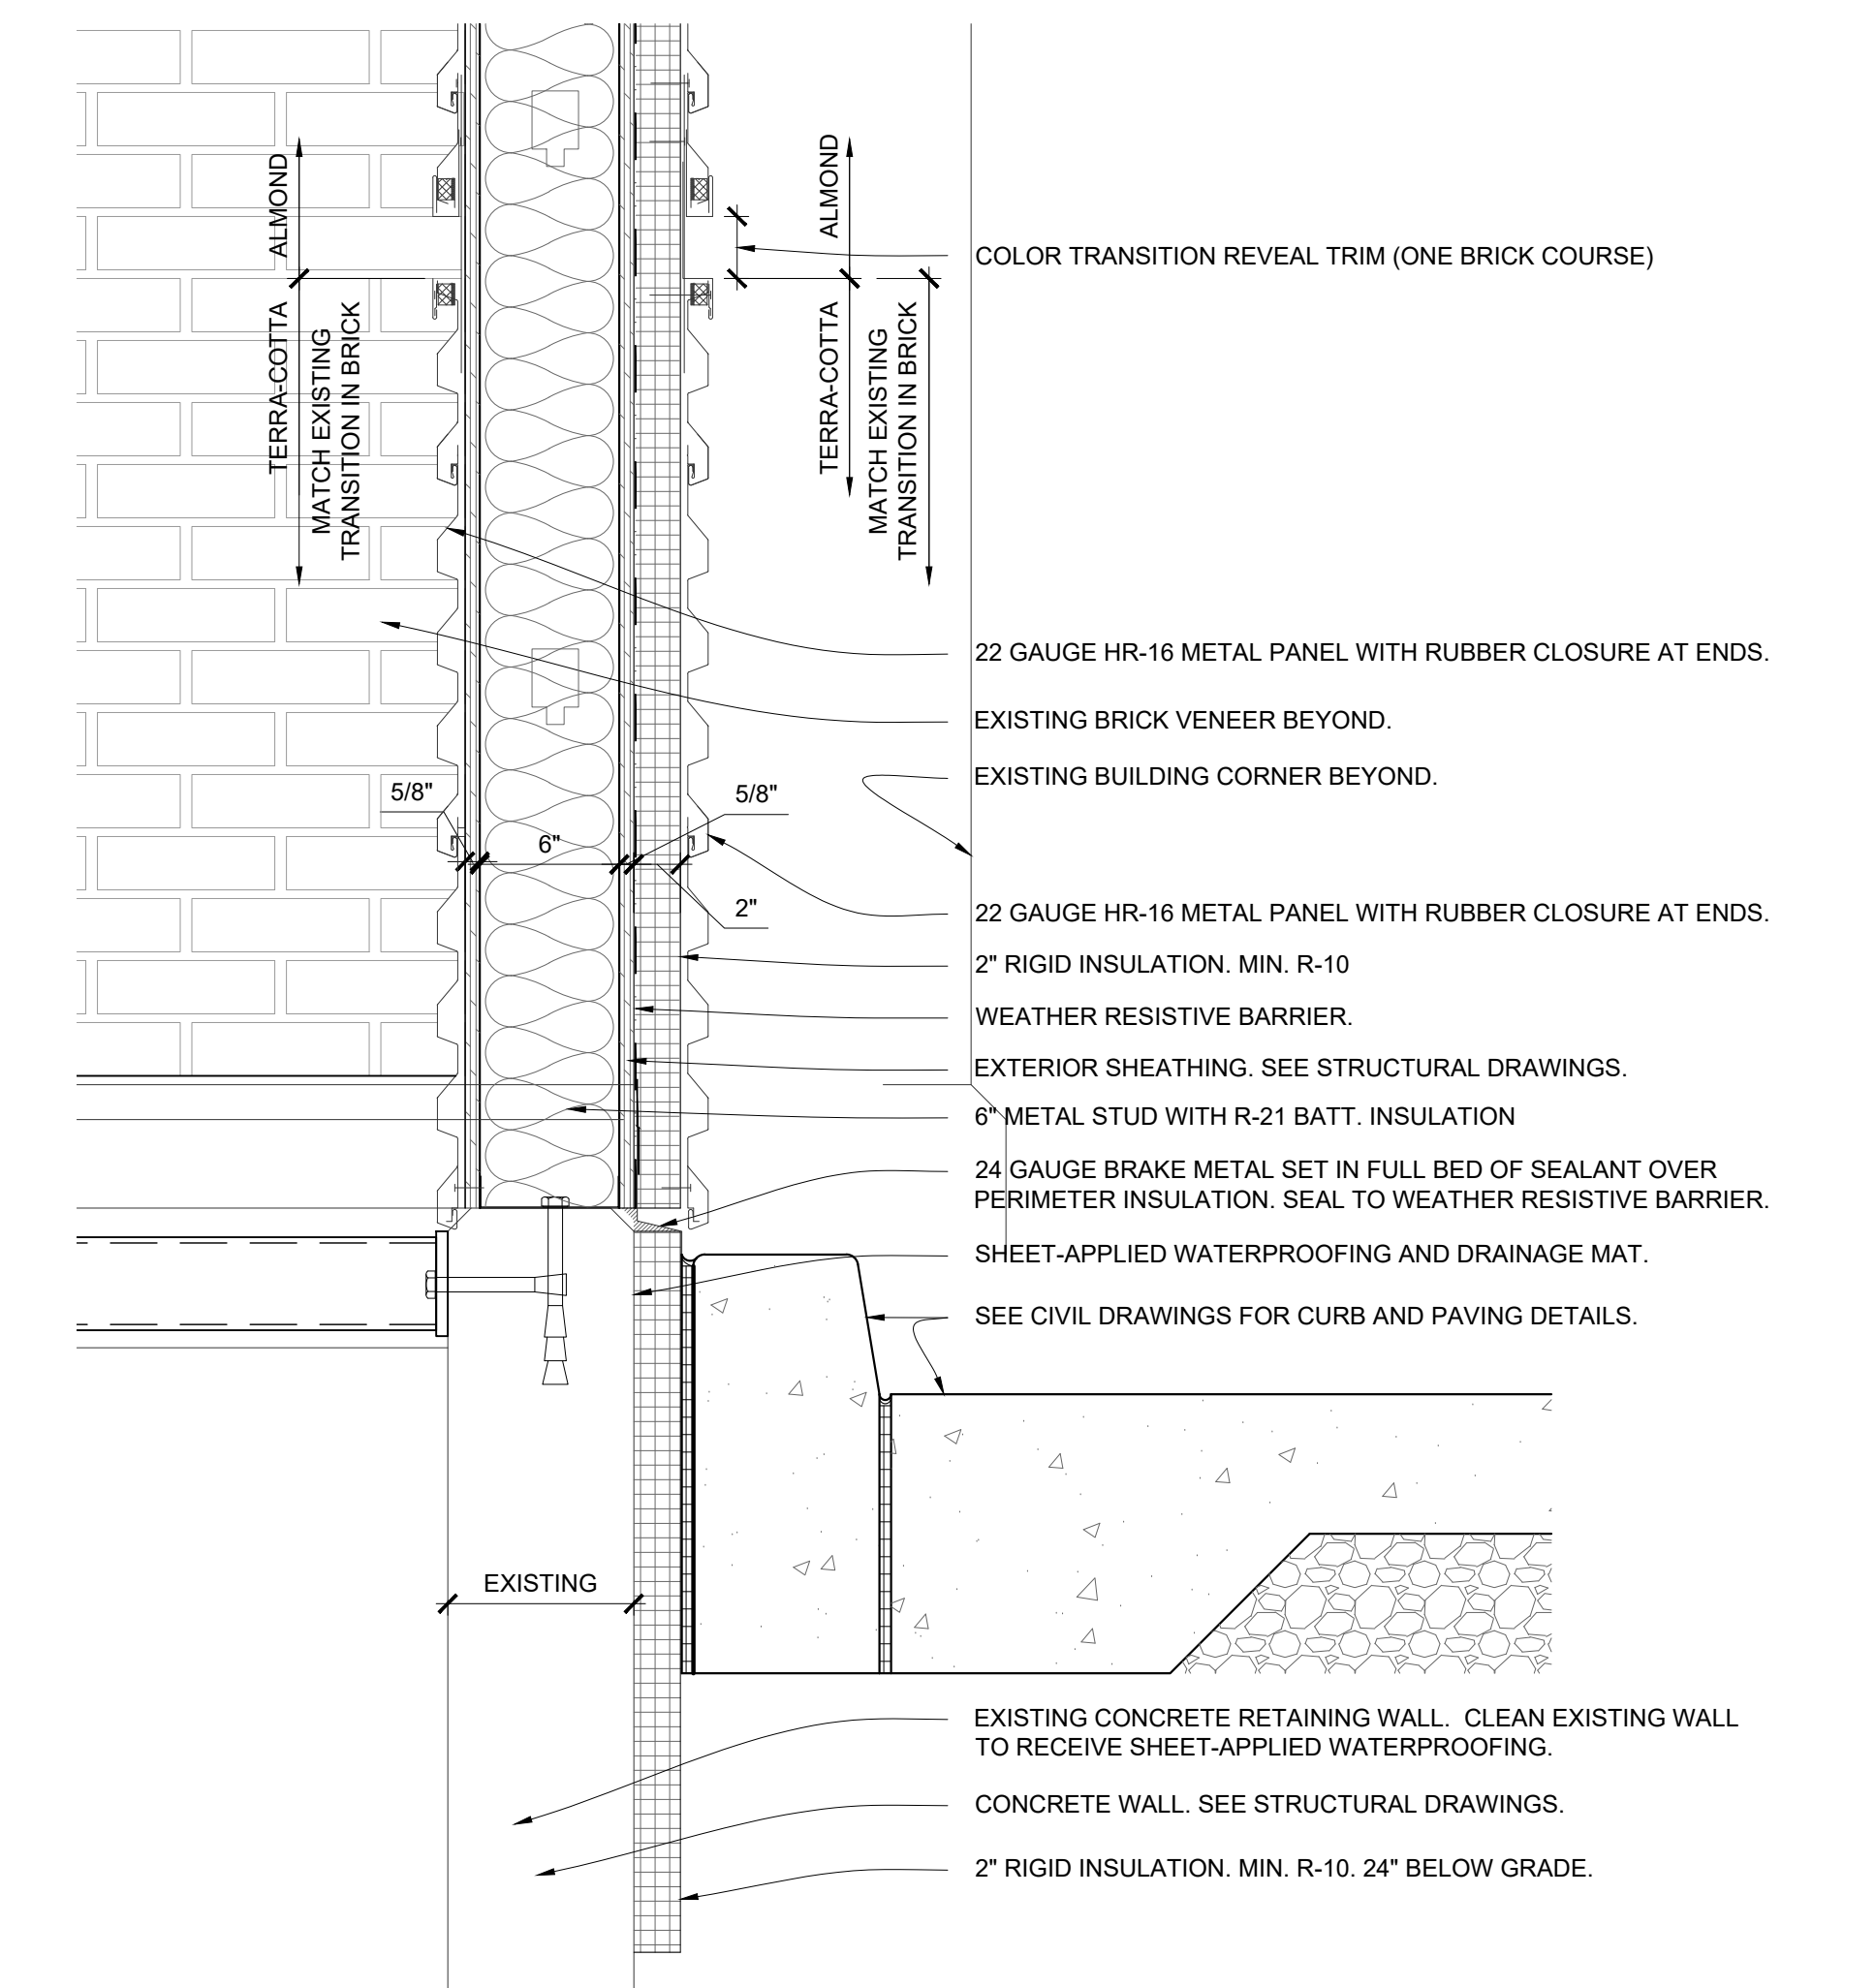 ALMOND
TERRA-COTTA
MATCH EXISTING
TRANSITION IN BRICK
ALMOND
TERRA-COTTA
MATCH EXISTING
TRANSITION IN BRICK
COLOR TRANSITION REVEAL TRIM (ONE BRICK COURSE)
22 GAUGE HR-16 METAL PANEL WITH RUBBER CLOSURE AT ENDS.
EXISTING BRICK VENEER BEYOND.
EXISTING BUILDING CORNER BEYOND.
5/8"
6"
5/8"
2"
22 GAUGE HR-16 METAL PANEL WITH RUBBER CLOSURE AT ENDS.
2" RIGID INSULATION. MIN. R-10
WEATHER RESISTIVE BARRIER.
EXTERIOR SHEATHING. SEE STRUCTURAL DRAWINGS.
6" METAL STUD WITH R-21 BATT. INSULATION
24 GAUGE BRAKE METAL SET IN FULL BED OF SEALANT OVER
PERIMETER INSULATION. SEAL TO WEATHER RESISTIVE BARRIER.
SHEET-APPLIED WATERPROOFING AND DRAINAGE MAT.
SEE CIVIL DRAWINGS FOR CURB AND PAVING DETAILS.
EXISTING
EXISTING CONCRETE RETAINING WALL.  CLEAN EXISTING WALL
TO RECEIVE SHEET-APPLIED WATERPROOFING.
CONCRETE WALL. SEE STRUCTURAL DRAWINGS.
2" RIGID INSULATION. MIN. R-10. 24" BELOW GRADE.